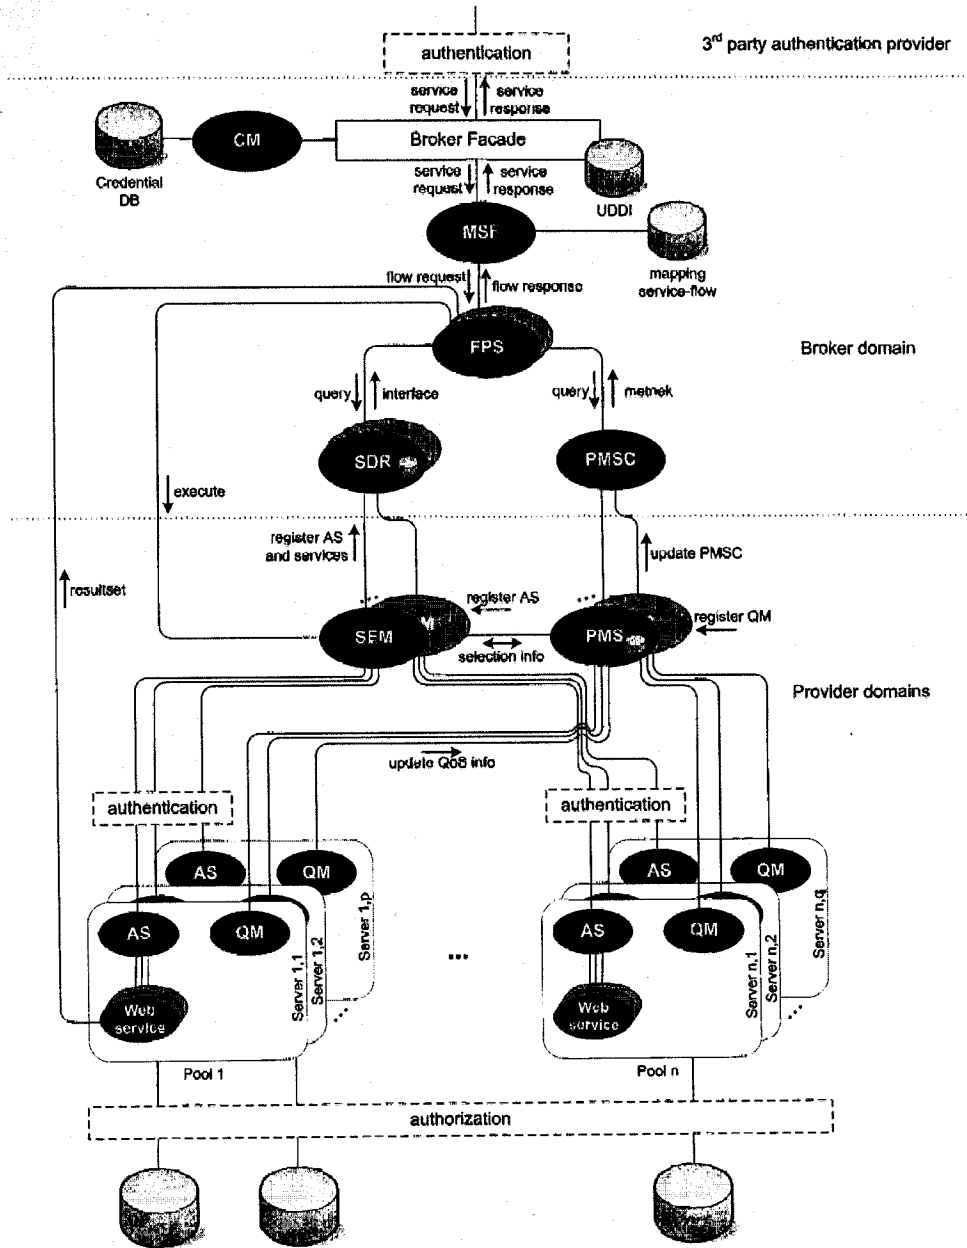 authentication
3rd party authentication provider
service request
service response
Broker Facade
CM
Credential DB
service request
service response
UDDI
MSF
mapping service-flow
flow request
flow response
FPS
Broker domain
query
interface
query
SDR
PMSC
execute
register AS and services
update PMSC
resultset
register AS
register QM
SEM
M
PMS
selection info
Provider domains
update QoS info
authentication
authentication
AS
QM
AS
QM
AS
QM
AS
QM
Server 1,1
Server 1,2
Server 1,p
Server n,1
Server n,2
Server n,q
...
Web service
Web service
Pool 1
Pool n
authorization